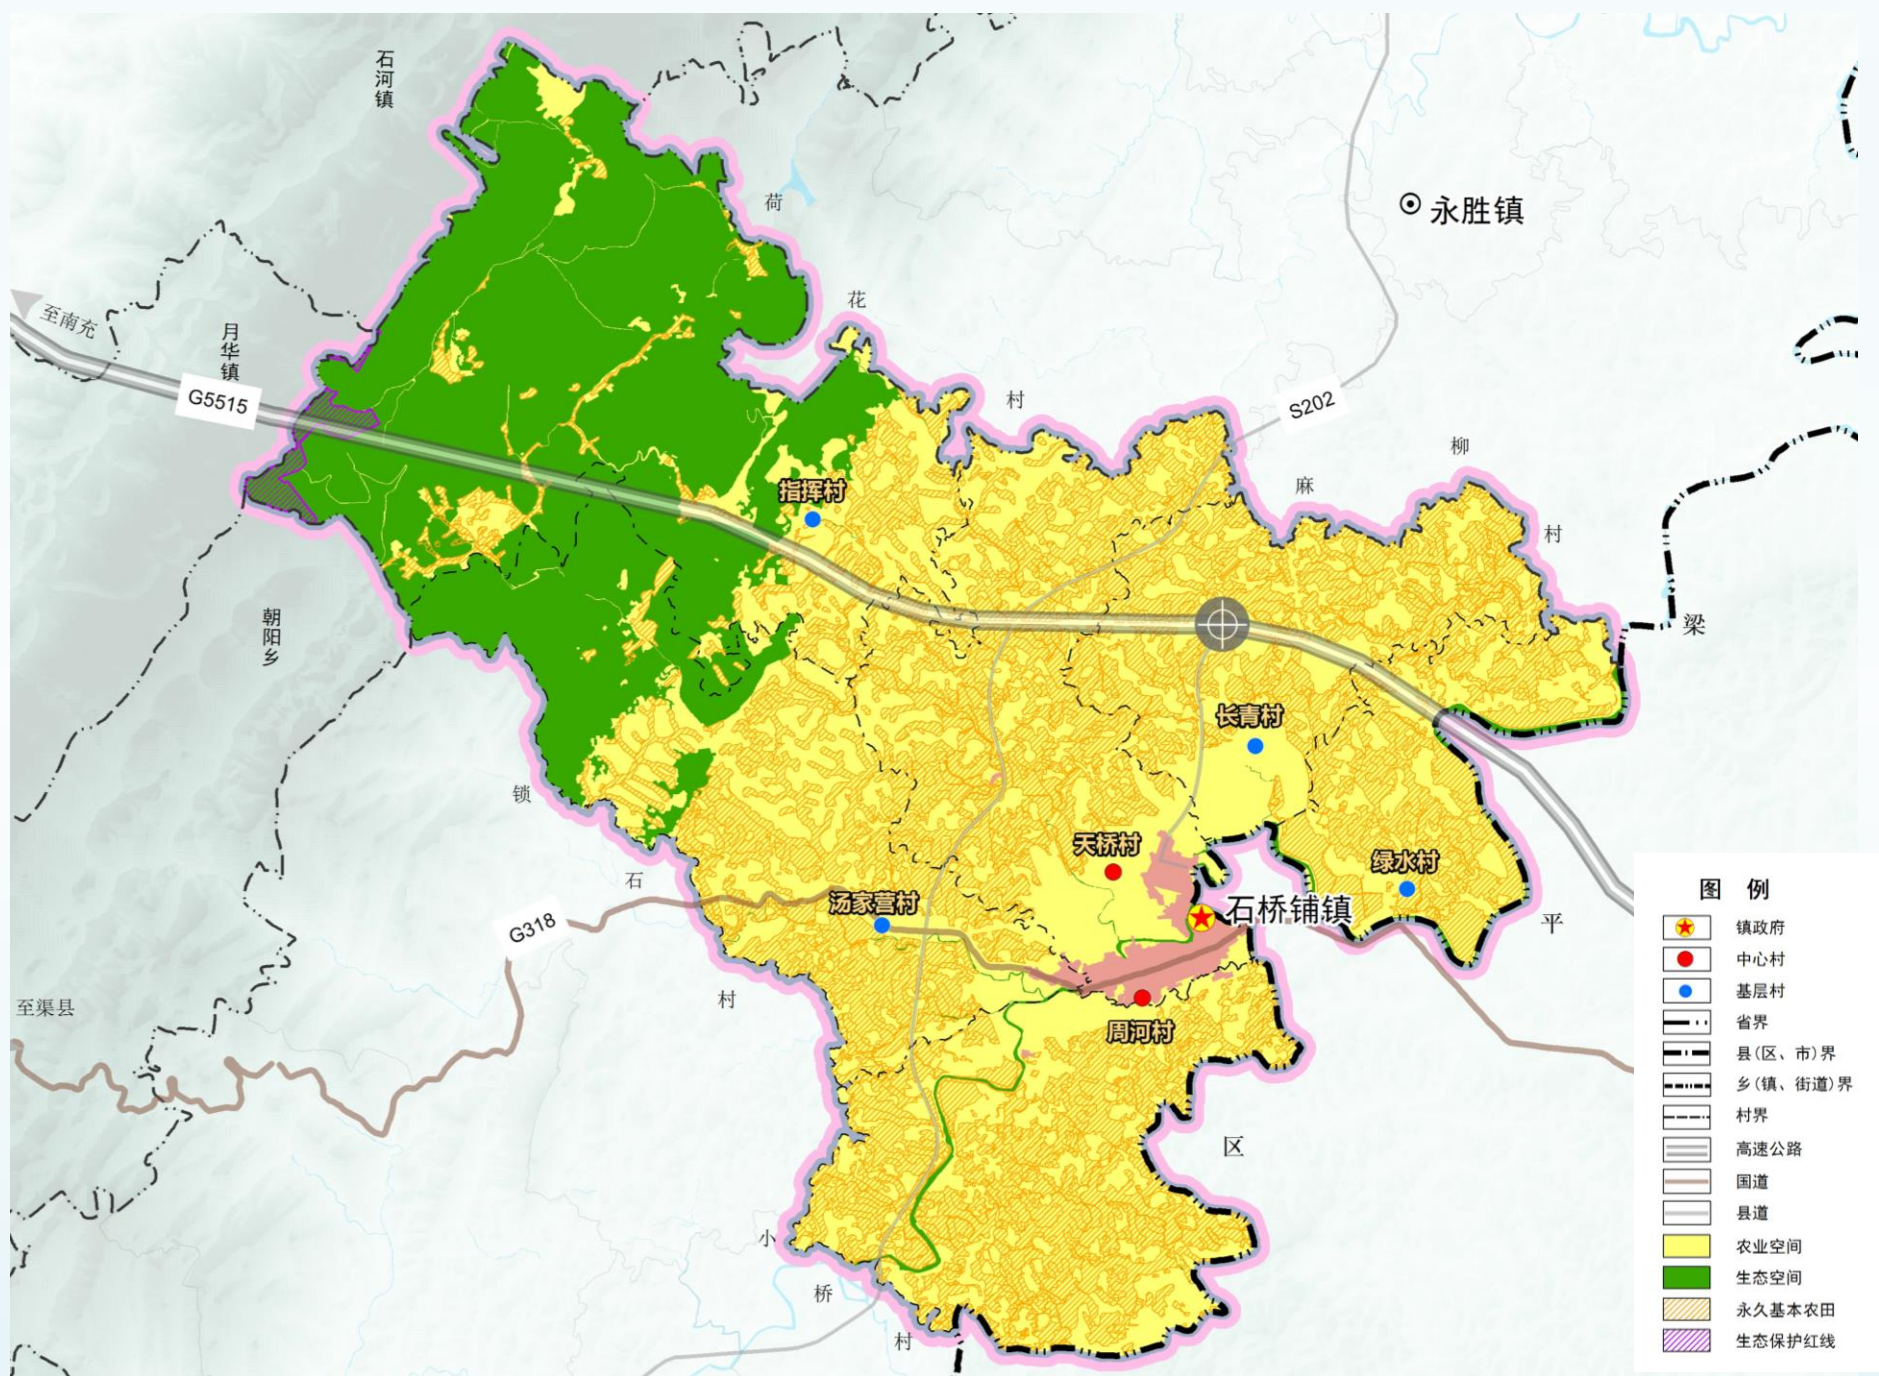 石河镇
荷
永胜镇
花
至南充
月华镇
G5515
村
S202
柳
麻
村
指挥村
朝阳乡
梁
长青村
锁
天桥村
绿水村
石
汤家营村
石桥铺镇
G318
平
村
至渠县
周河村
区
小
桥
村
图 例
镇政府
中心村
基层村
省界
县(区、市)界
乡(镇、街道)界
村界
高速公路
国道
县道
农业空间
生态空间
永久基本农田
生态保护红线